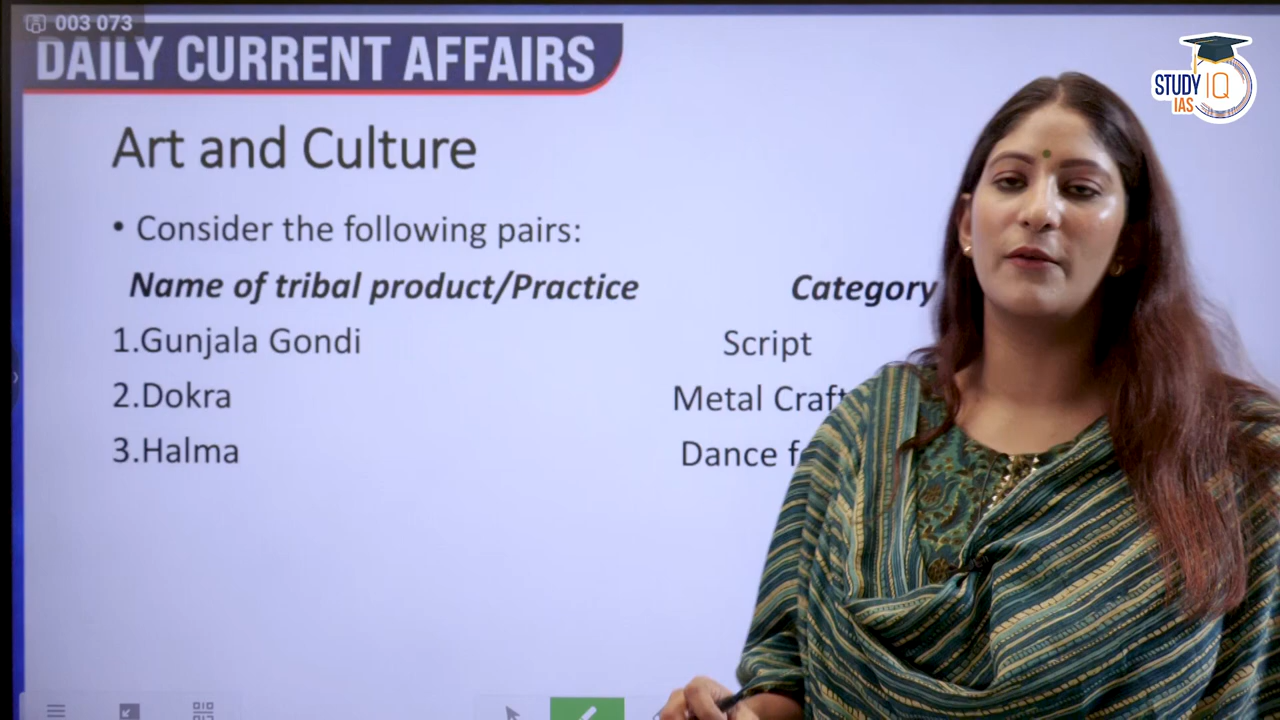 003 073
DAILY CURRENT AFFAIRS
STUDY IQ
IAS
Art and Culture
• Consider the following pairs:
Name of tribal product/Practice Category
1.Gunjala Gondi Script
2.Dokra Metal Craft
3.Halma Dance